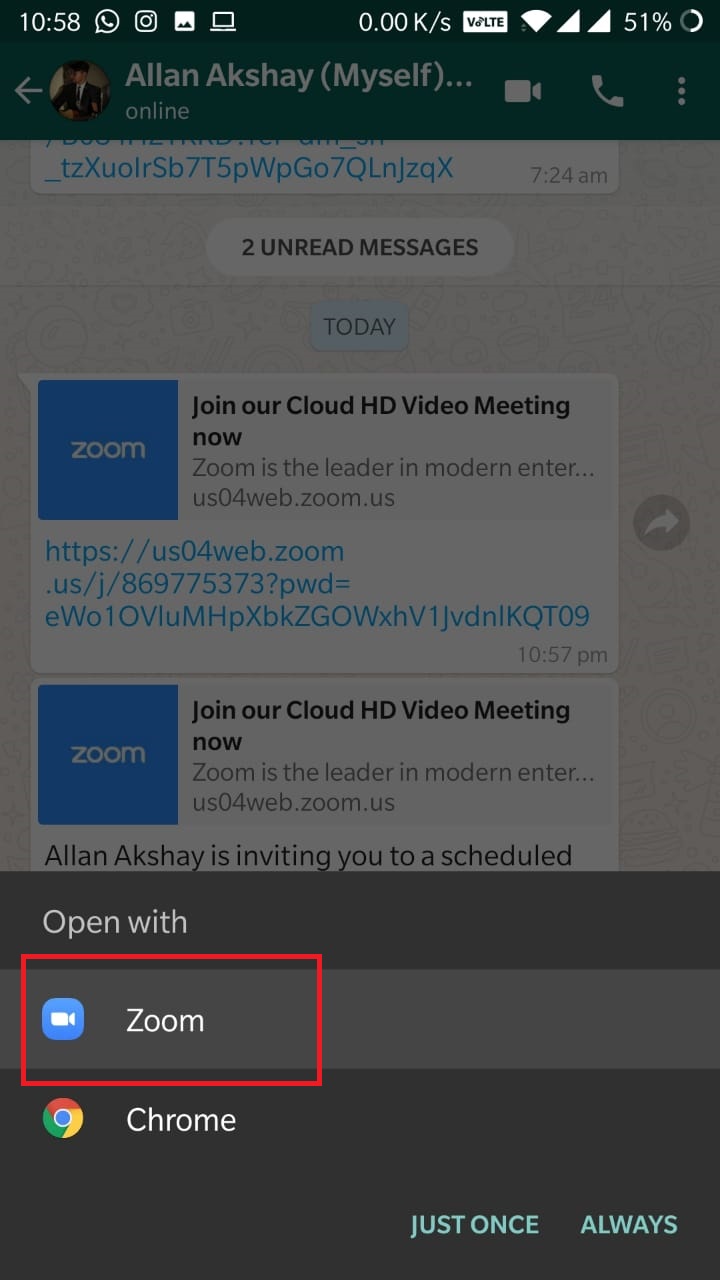 10:58 0.00 K/s VoLTE 51%
Allan Akshay (Myself)...
online
_tzXuoIrSb7T5pWpGo7QLnJzqX 7:24 am
2 UNREAD MESSAGES
TODAY
zoom
Join our Cloud HD Video Meeting
now
Zoom is the leader in modern enter...
us04web.zoom.us
https://us04web.zoom
.us/j/869775373?pwd=
eWo1OVluMHpXbkZGOWxhV1JvdnlKQT09
10:57 pm
zoom
Join our Cloud HD Video Meeting
now
Zoom is the leader in modern enter...
us04web.zoom.us
Allan Akshay is inviting you to a scheduled
Open with
Zoom
Chrome
JUST ONCE ALWAYS